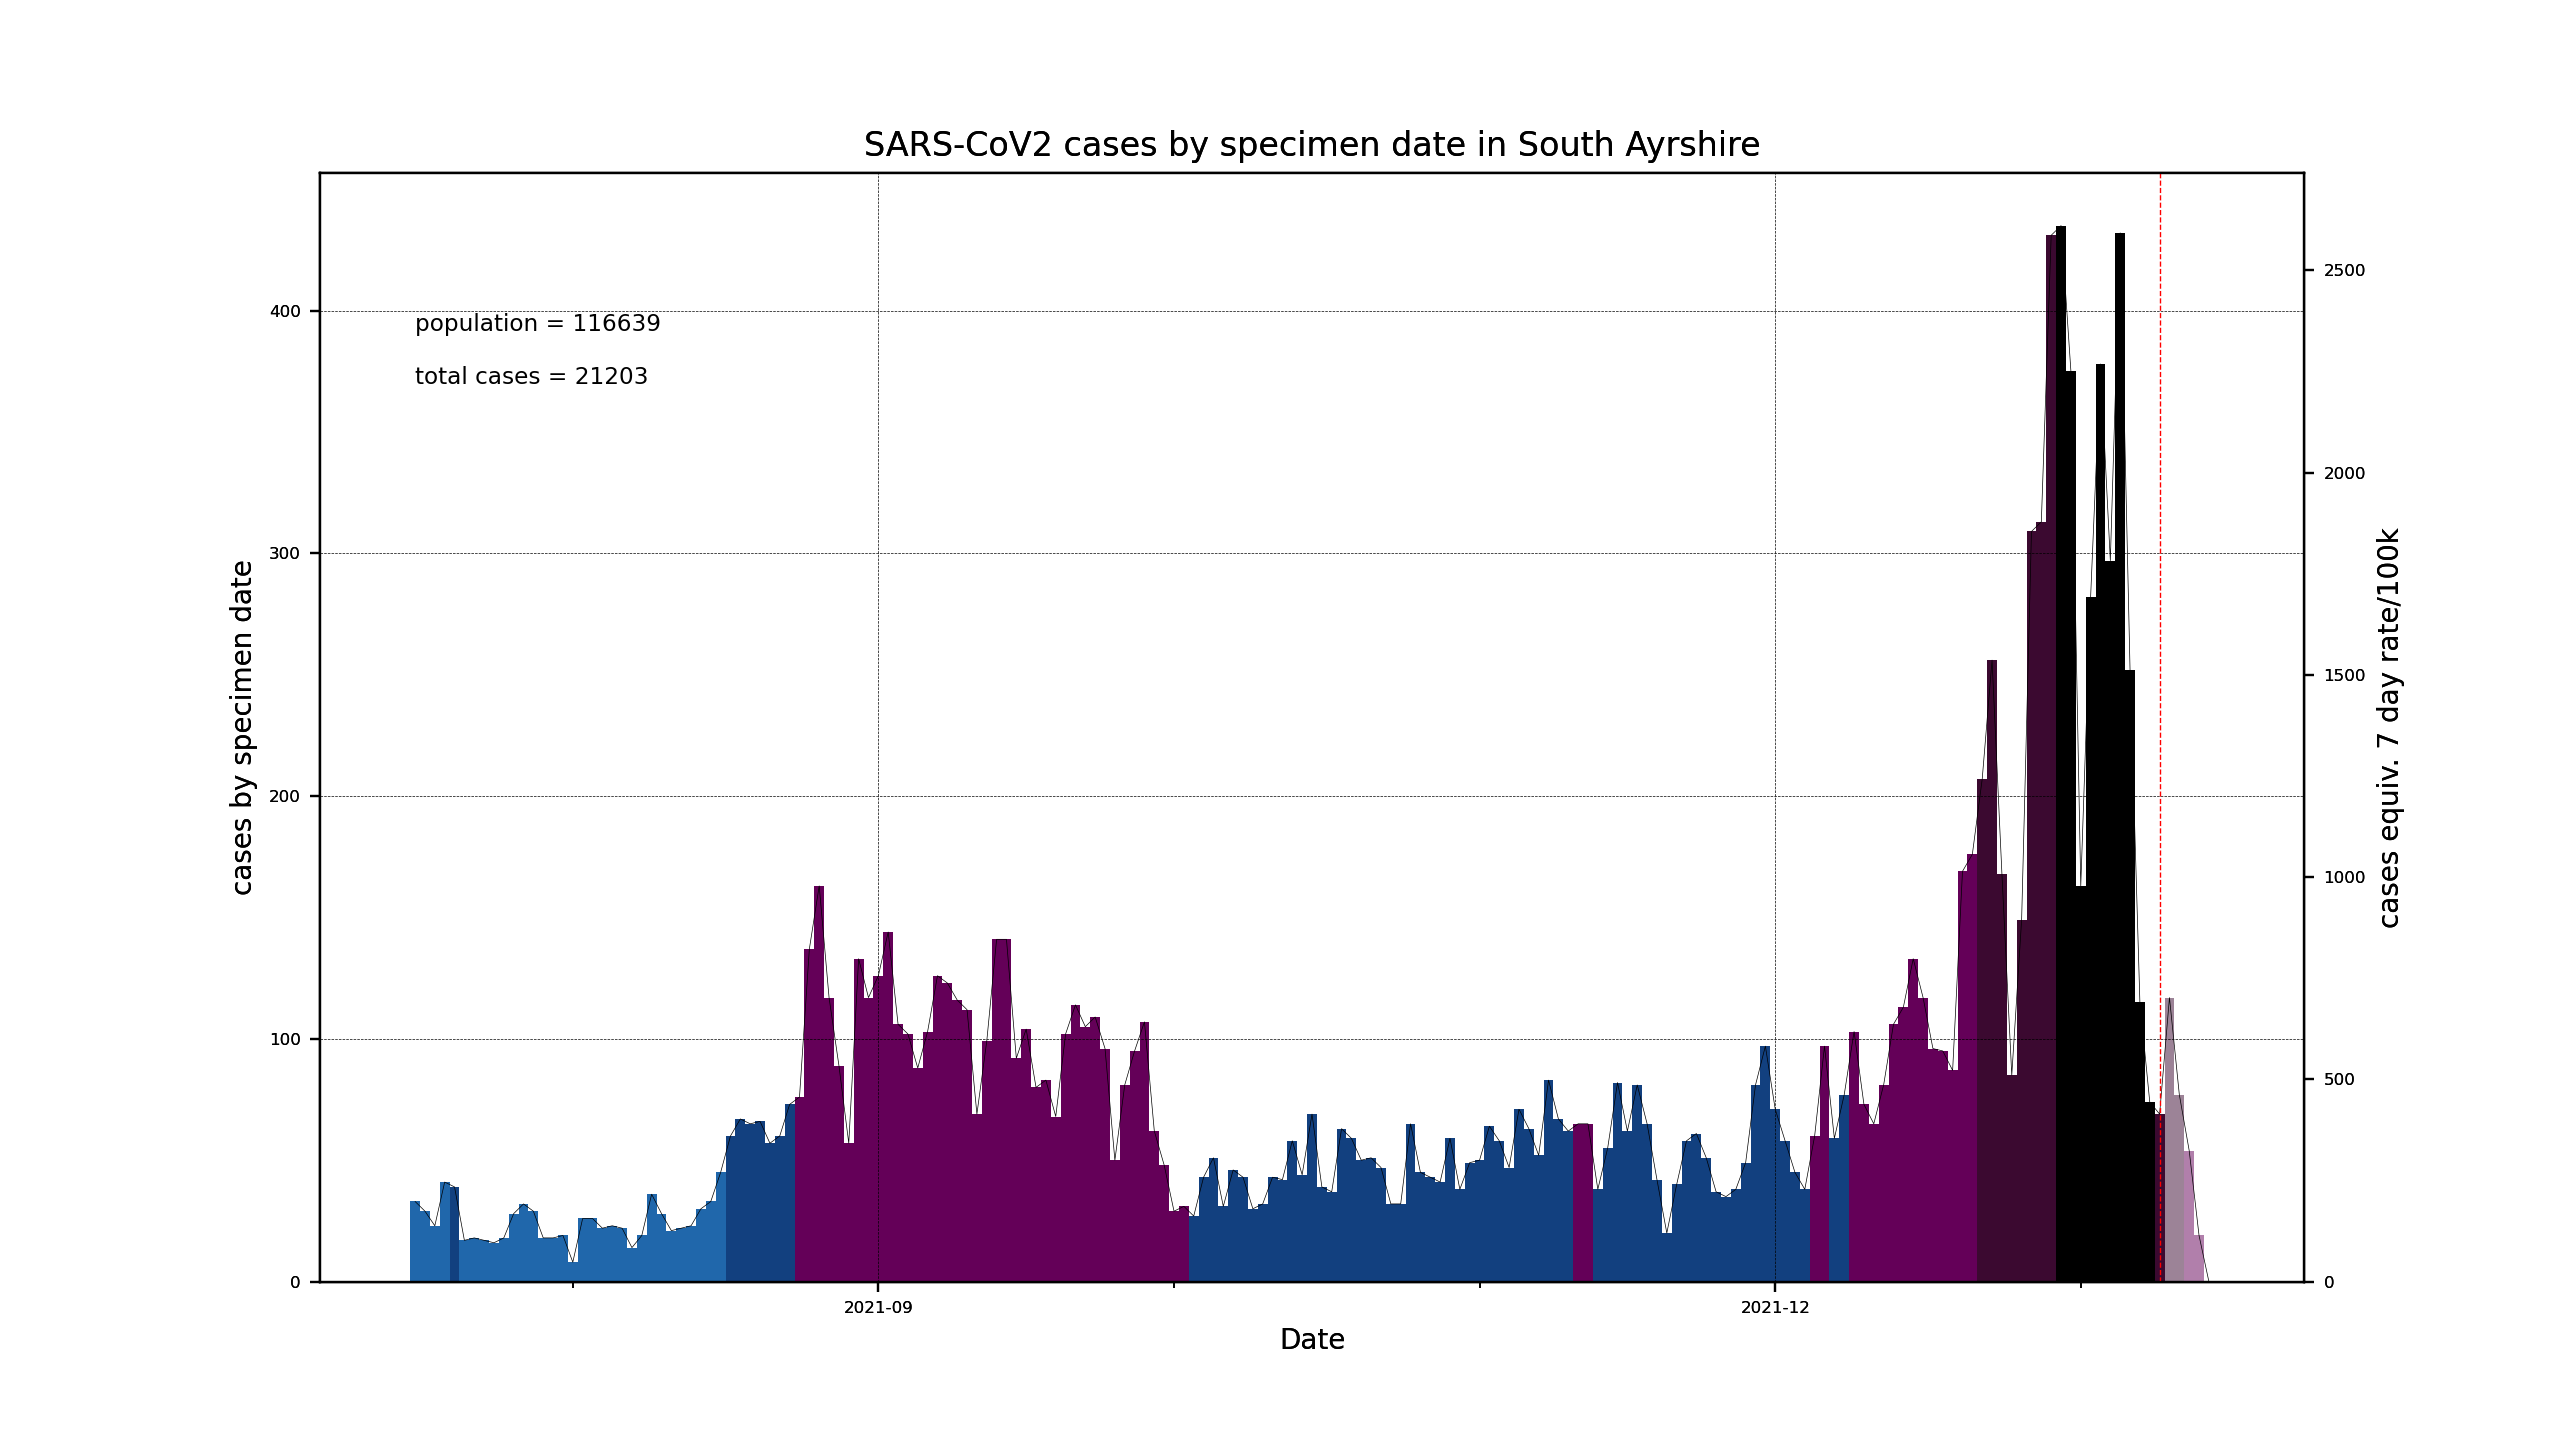 SARS-CoV2 cases by specimen date in South Ayrshire
population = 116639
total cases = 21203
cases by specimen date
400
300
200
100
0
2500
2000
1500
1000
500
0
cases equiv. 7 day rate/100k
2021-09
2021-12
Date